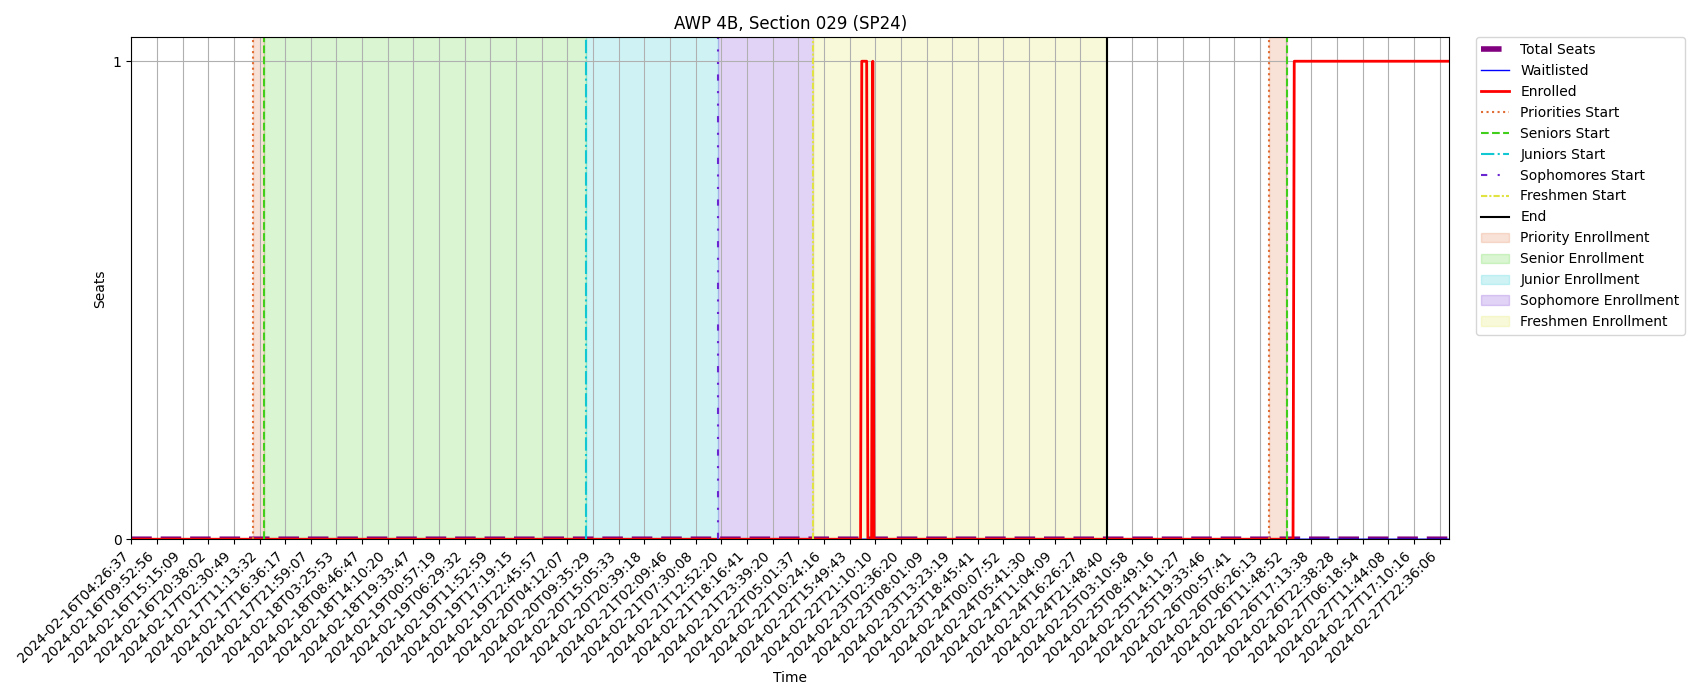 AWP 4B, Section 029 (SP24)
1
0
Seats
2024-02-16T04:26:37
2024-02-16T09:52:56
2024-02-16T15:15:09
2024-02-16T20:38:02
2024-02-17T02:30:49
2024-02-17T11:13:32
2024-02-17T16:36:17
2024-02-17T21:59:07
2024-02-18T03:25:53
2024-02-18T08:46:47
2024-02-18T14:10:20
2024-02-18T19:33:47
2024-02-19T00:57:19
2024-02-19T06:29:32
2024-02-19T11:52:59
2024-02-19T17:19:15
2024-02-19T22:45:57
2024-02-20T04:12:07
2024-02-20T09:35:29
2024-02-20T15:05:33
2024-02-20T20:39:18
2024-02-21T02:09:46
2024-02-21T07:30:08
2024-02-21T12:52:20
2024-02-21T18:16:41
2024-02-21T23:39:20
2024-02-22T05:01:37
2024-02-22T10:24:16
2024-02-22T15:49:43
2024-02-22T21:10:10
2024-02-23T02:36:20
2024-02-23T08:01:09
2024-02-23T13:23:19
2024-02-23T18:45:41
2024-02-24T00:07:52
2024-02-24T05:41:30
2024-02-24T11:04:09
2024-02-24T16:26:27
2024-02-24T21:48:40
2024-02-25T03:10:58
2024-02-25T08:49:16
2024-02-25T14:11:27
2024-02-25T19:33:46
2024-02-26T00:57:41
2024-02-26T06:26:13
2024-02-26T11:48:52
2024-02-26T17:13:38
2024-02-26T22:38:28
2024-02-27T06:18:54
2024-02-27T11:44:08
2024-02-27T17:10:16
2024-02-27T22:36:06
Time
Total Seats
Waitlisted
Enrolled
Priorities Start
Seniors Start
Juniors Start
Sophomores Start
Freshmen Start
End
Priority Enrollment
Senior Enrollment
Junior Enrollment
Sophomore Enrollment
Freshmen Enrollment